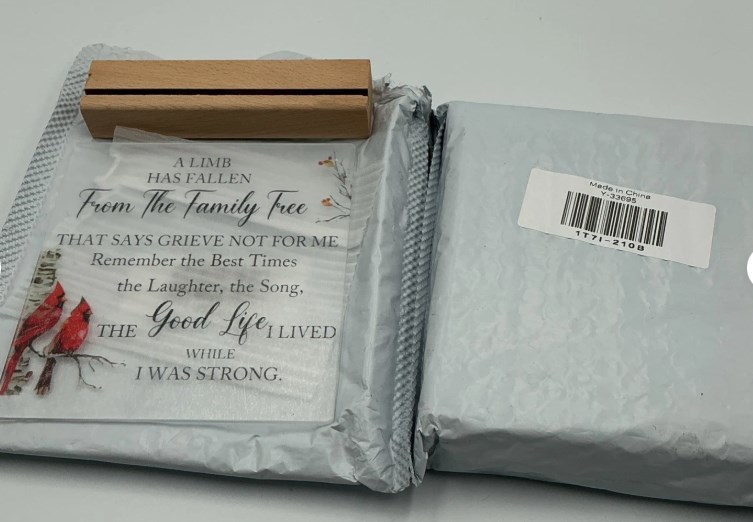 A LIMB
HAS FALLEN
From The Family Tree
THAT SAYS GRIEVE NOT FOR ME
Remember the Best Times
the Laughter, the Song,
THE Good Life I LIVED
WHILE
I WAS STRONG.
Made in China
Y-33695
1T7I-210B